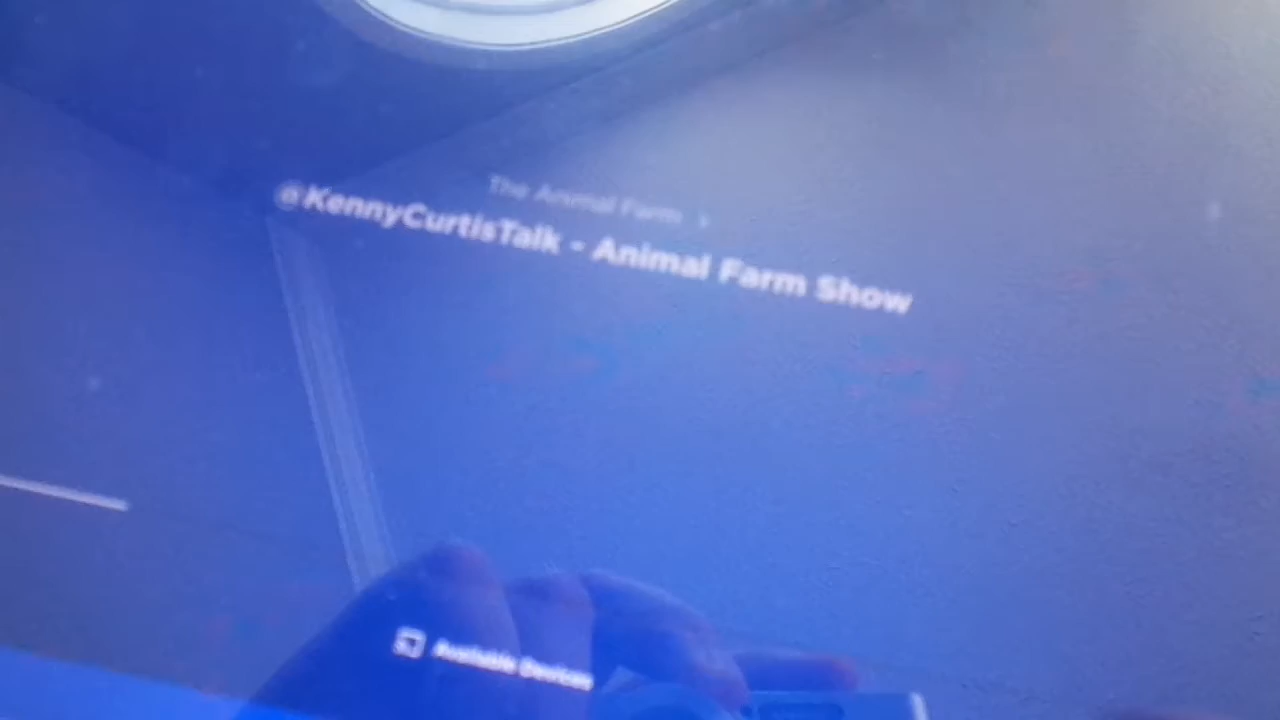 The Animal Farm >
@KennyCurtisTalk - Animal Farm Show
Available Devices